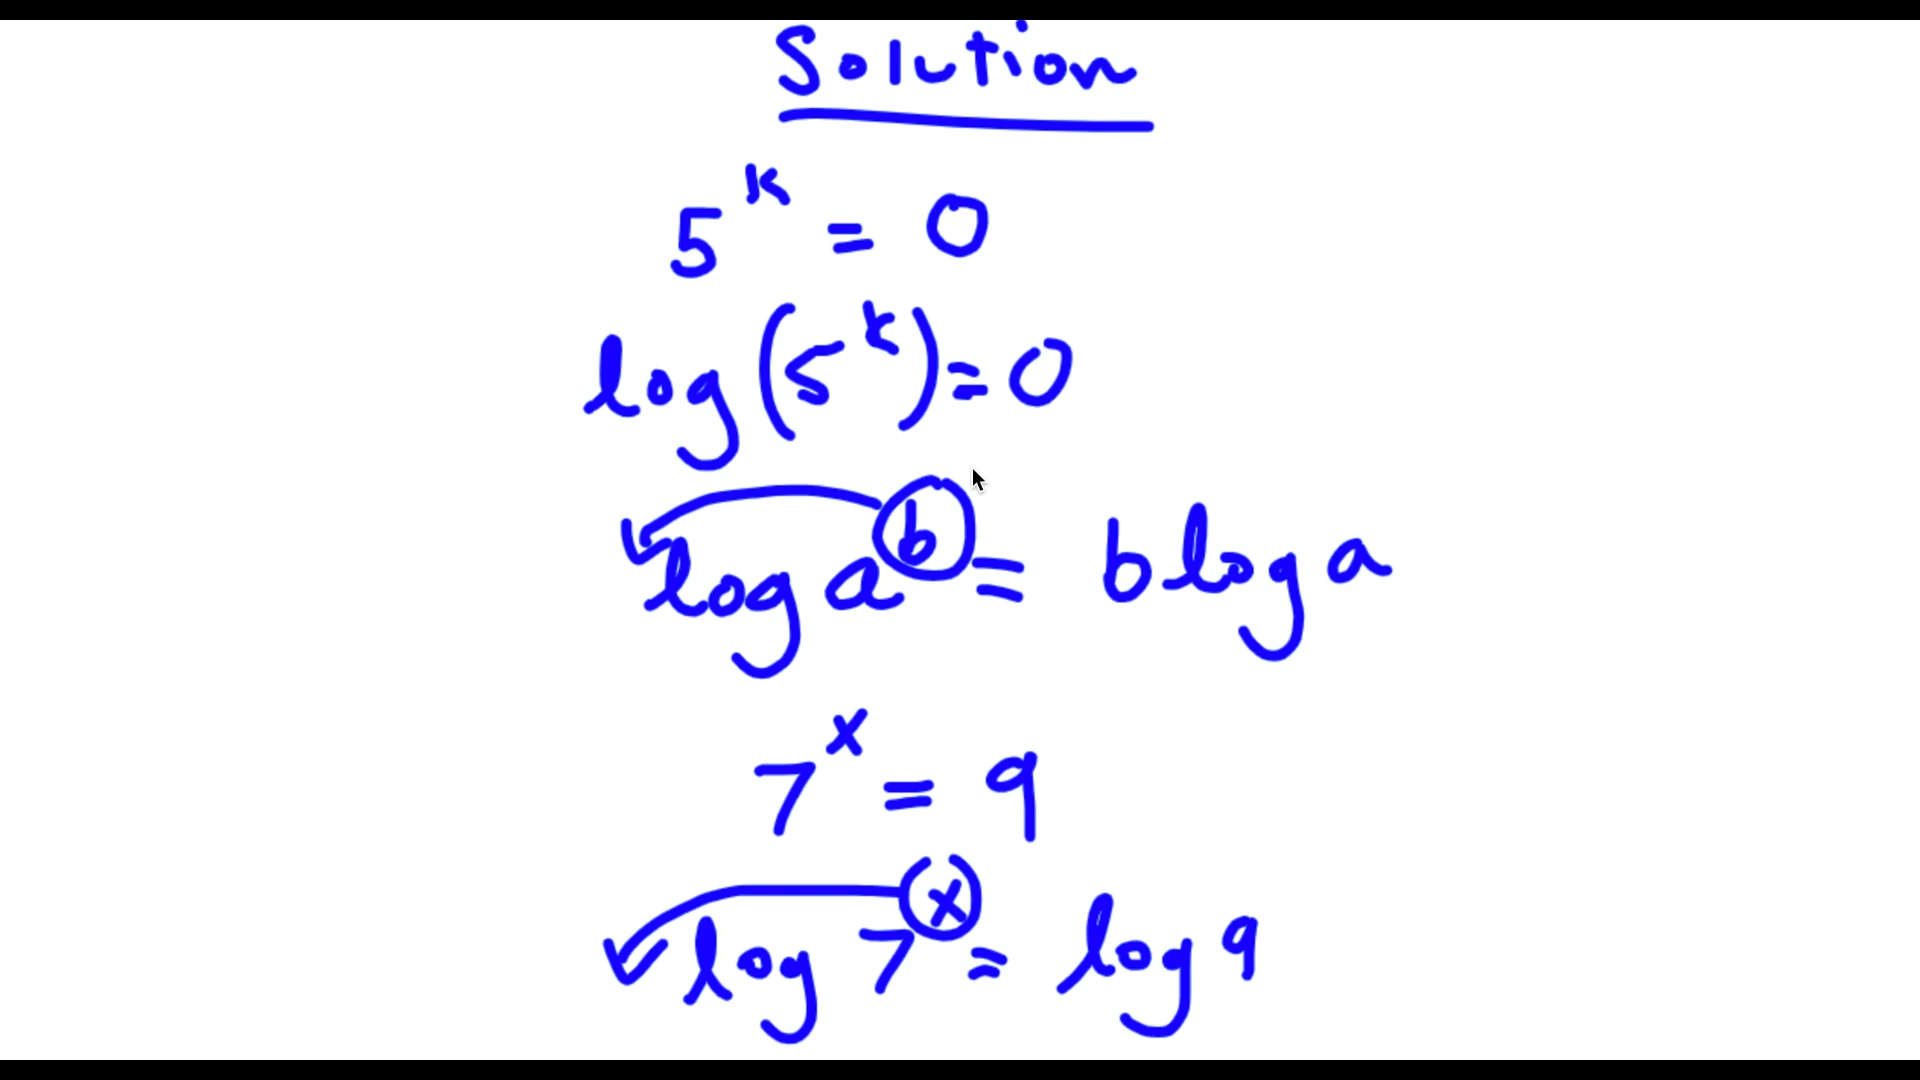 Solution
5^k = 0
log(5^k)=0
log a^b = b log a
7^x = 9
log 7^x = log 9